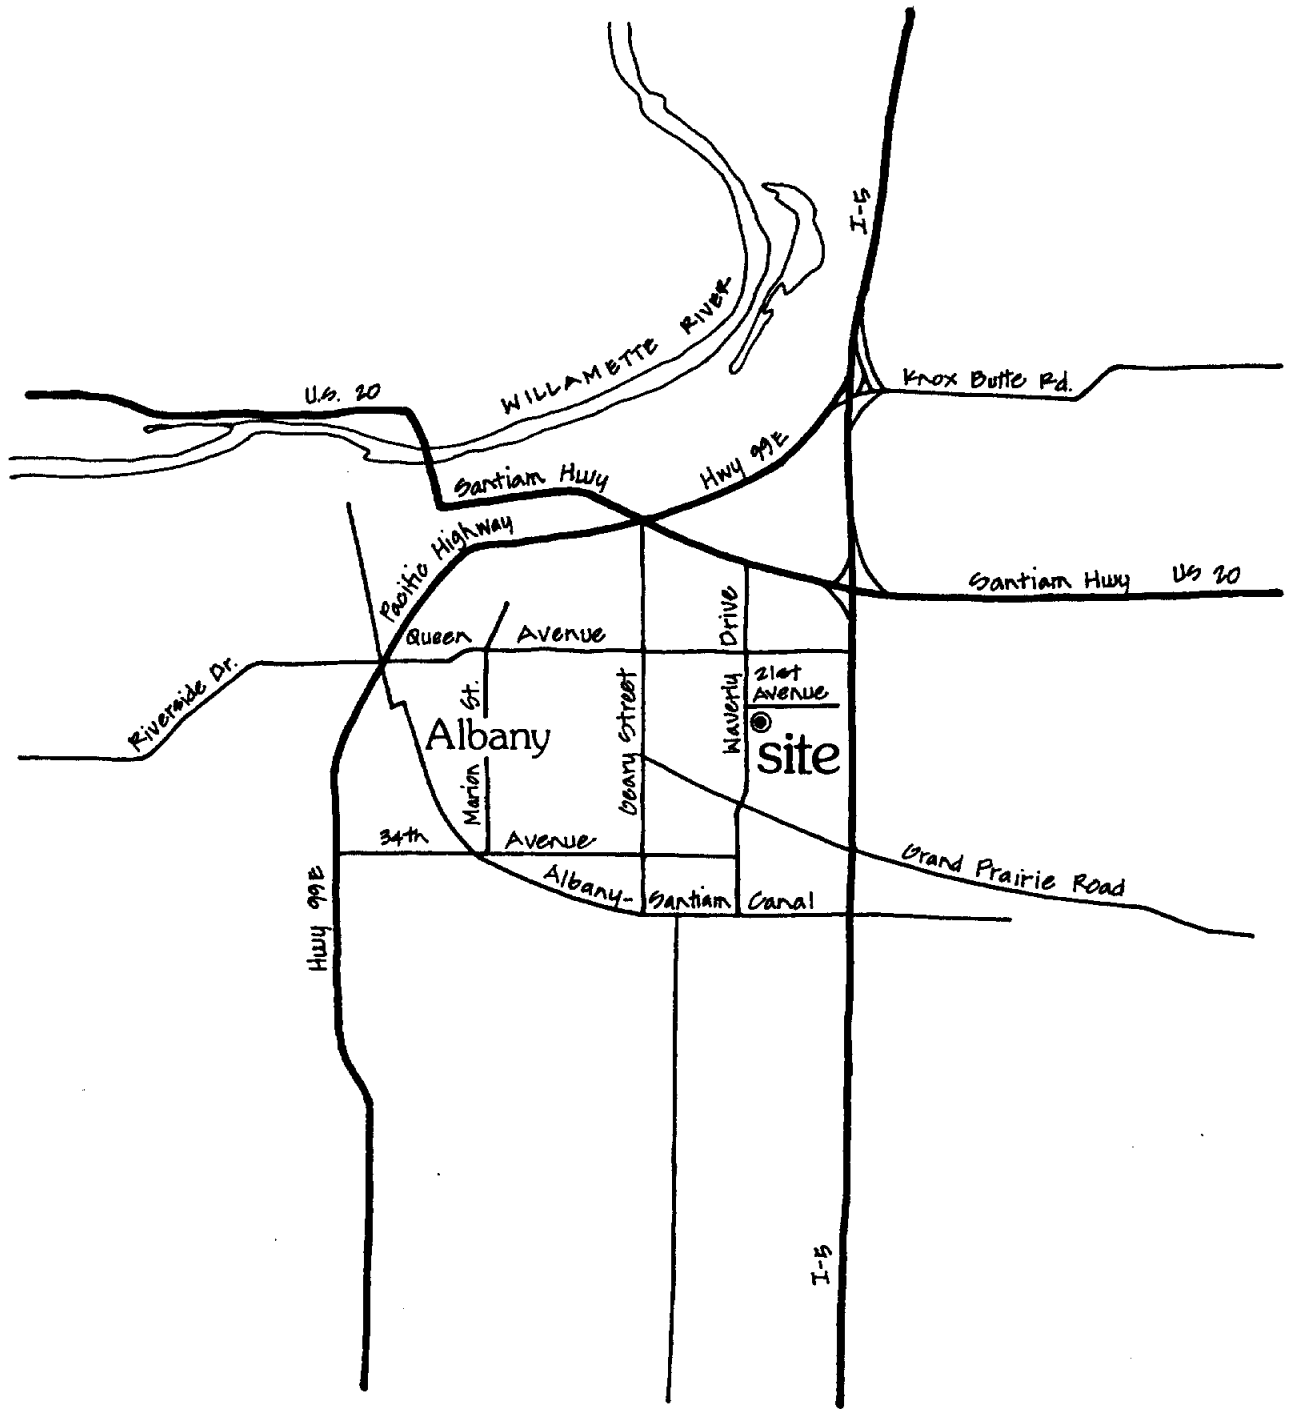 I-5
WILLAMETTE RIVER
U.S. 20
Knox Butte Rd.
Hwy 99E
Santiam Hwy
Pacific Highway
Santiam Hwy US 20
Queen Avenue
Drive
Waverly
21st
Avenue
Riverside Dr.
Marion St.
Geary Street
Albany
site
34th Avenue
Grand Prairie Road
Albany-Santiam Canal
Hwy 99E
I-5